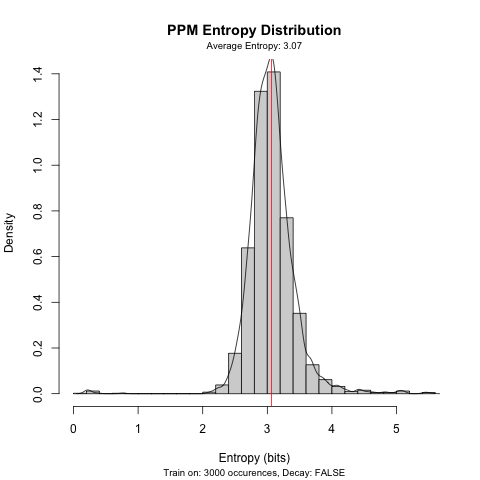 PPM Entropy Distribution
Average Entropy: 3.07
1.4
1.2
1.0
0.8
0.6
0.4
0.2
0.0
Density
0 1 2 3 4 5
Entropy (bits)
Train on: 3000 occurences, Decay: FALSE